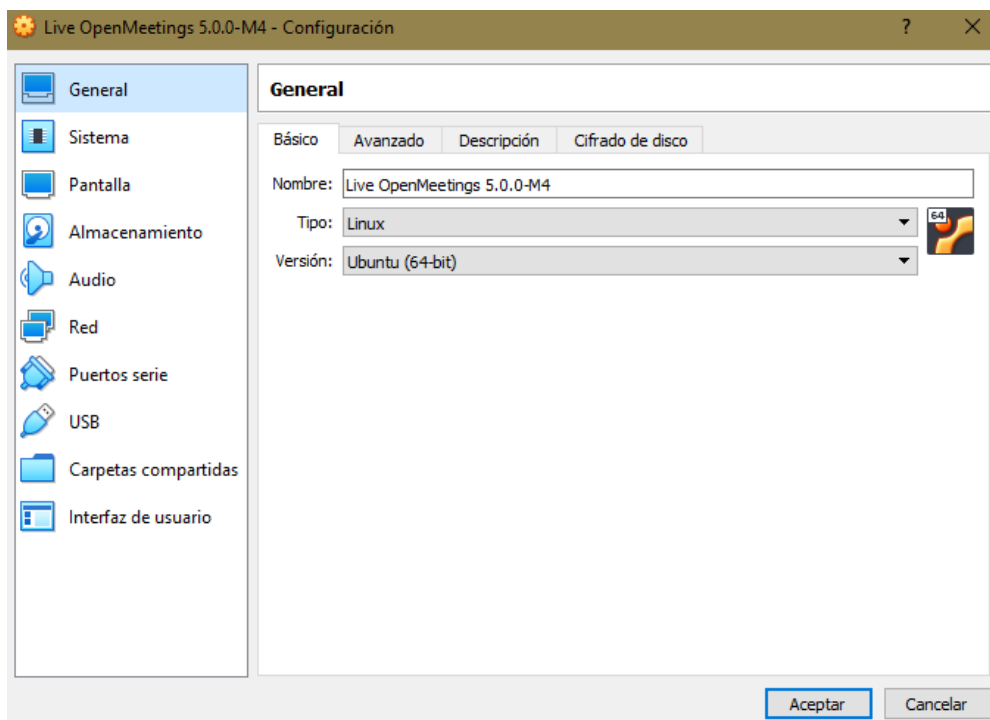 Live OpenMeetings 5.0.0-M4 - Configuración ?
General
Sistema
Pantalla
Almacenamiento
Audio
Red
Puertos serie
USB
Carpetas compartidas
Interfaz de usuario
General
Básico Avanzado Descripción Cifrado de disco
Nombre: Live OpenMeetings 5.0.0-M4
Tipo: Linux
64
Versión: Ubuntu (64-bit)
Aceptar Cancelar